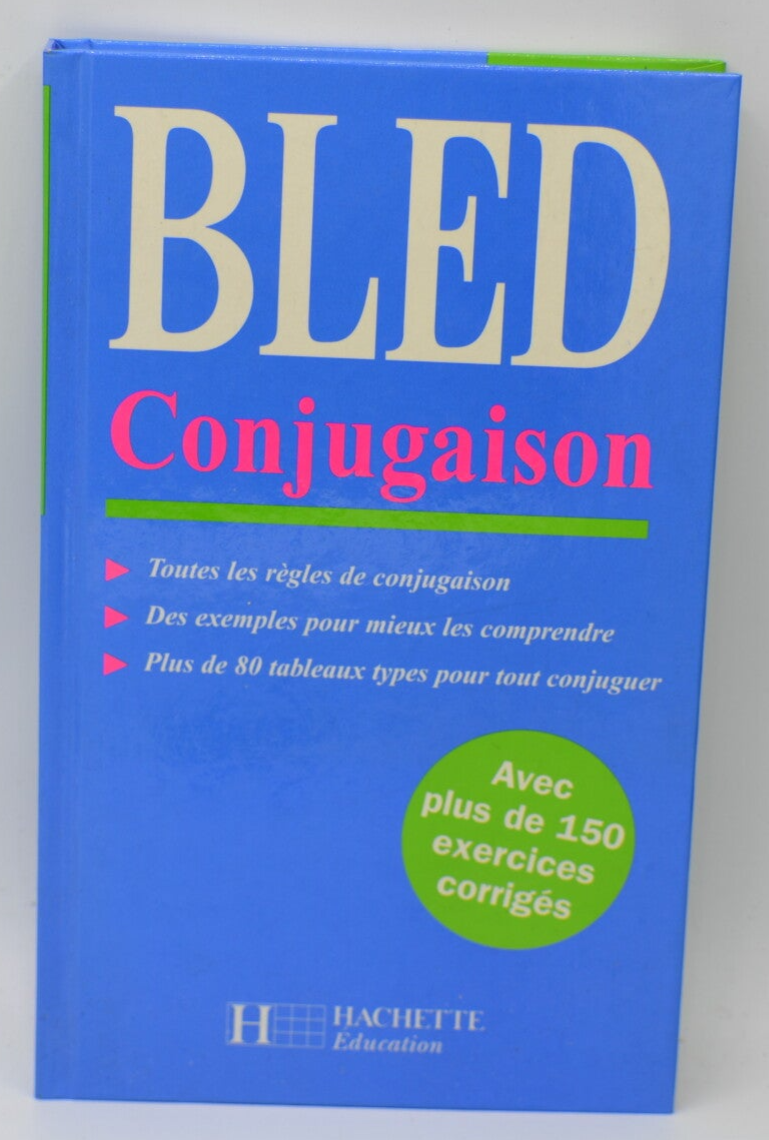 BLED
Conjugaison
Toutes les règles de conjugaison
Des exemples pour mieux les comprendre
Plus de 80 tableaux types pour tout conjuguer
Avec
plus de 150
exercices
corrigés
H HACHETTE
Education